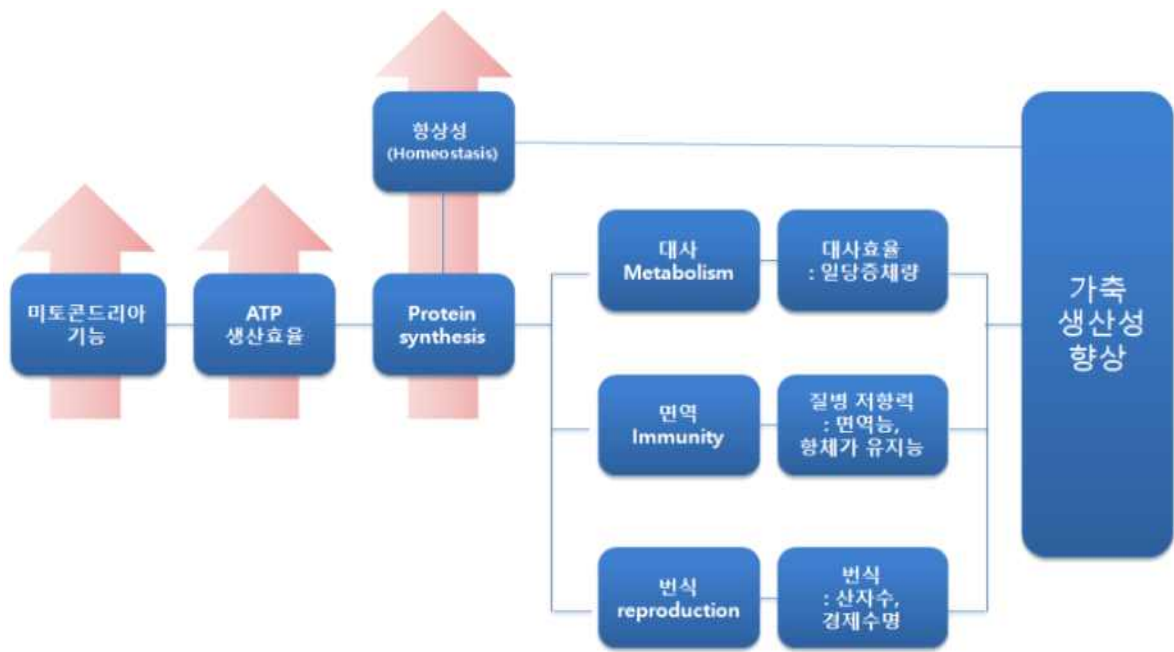 항상성
(Homeostasis)
미토콘드리아
기능
ATP
생산효율
Protein
synthesis
대사
Metabolism
대사효율
: 일당증체량
면역
Immunity
질병 저항력
: 면역능,
항체가 유지능
번식
reproduction
번식
: 산자수,
경제수명
가축
생산성
향상